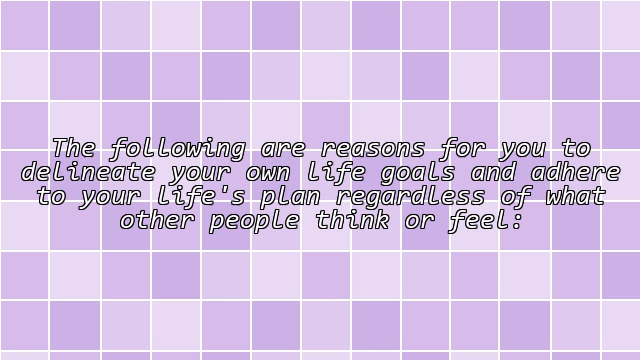 The following are reasons for you to
delineate your own life goals and adhere
to your life's plan regardless of what
other people think or feel: